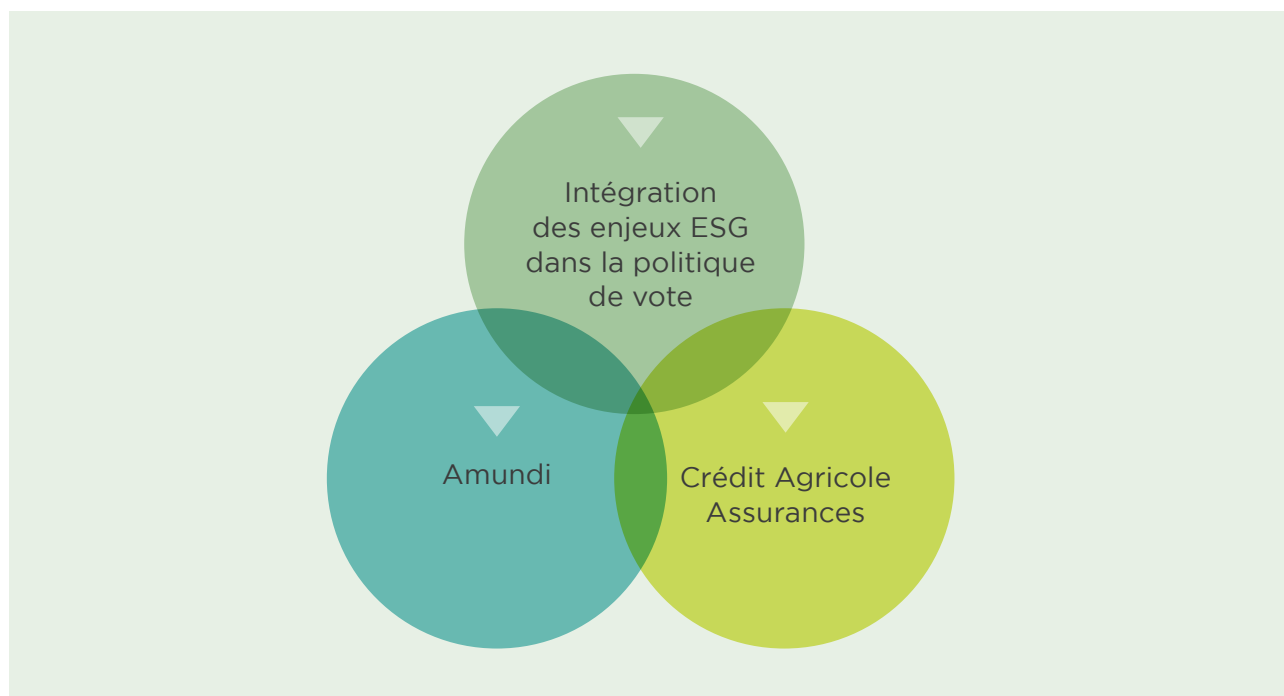 Intégration
des enjeux ESG
dans la politique
de vote
Amundi
Crédit Agricole
Assurances